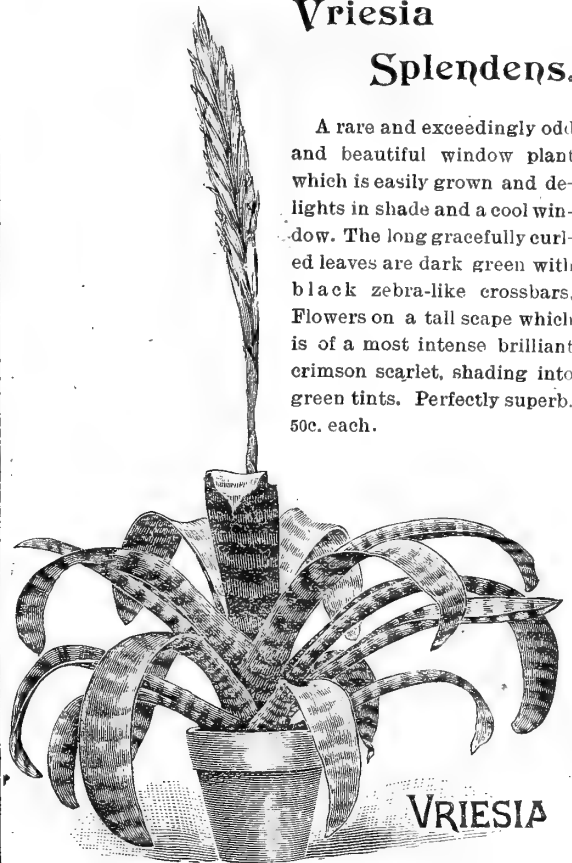 Vriesia
Splendens.
A rare and exceedingly odd
and beautiful window plant
which is easily grown and de-
lights in shade and a cool win-
dow. The long gracefully curl-
ed leaves are dark green with
black zebra-like crossbars.
Flowers on a tall scape which
is of a most intense brilliant
crimson scarlet, shading into
green tints. Perfectly superb.
50c. each.
VRIESIA